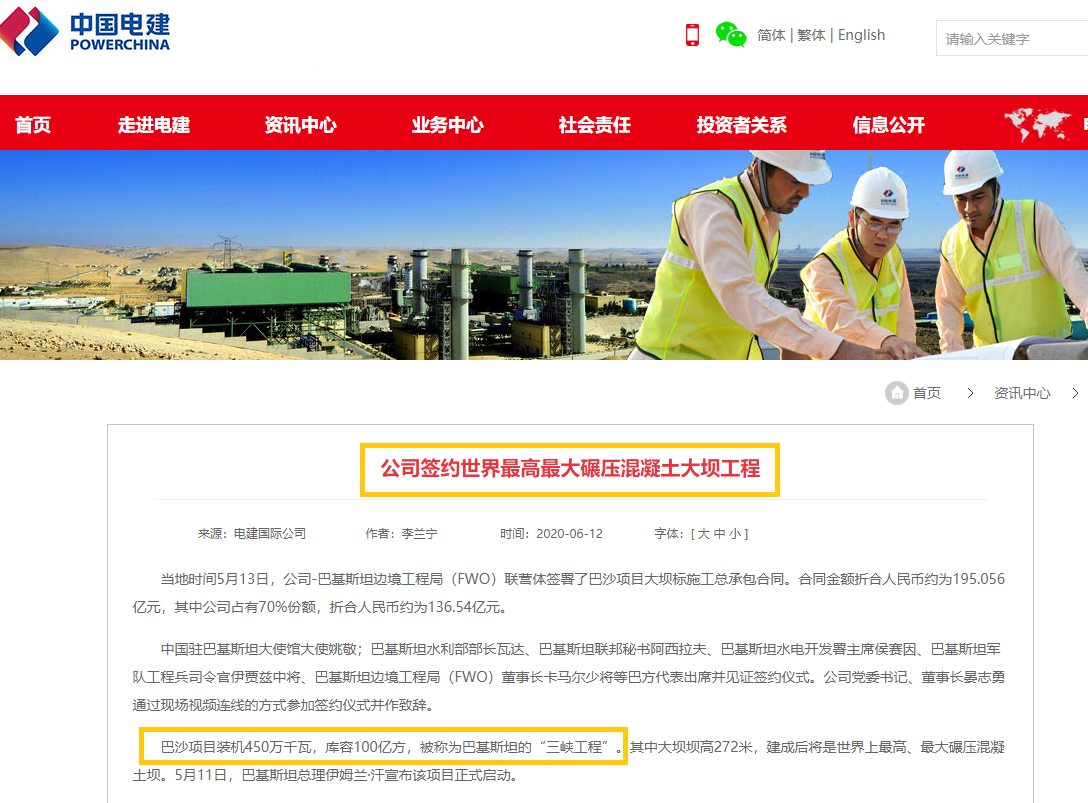 中国电建
POWERCHINA
简体 | 繁体 | English
请输入关键字
首页 走进电建 资讯中心 业务中心 社会责任 投资者关系 信息公开
首页 > 资讯中心 >
公司签约世界最高最大碾压混凝土大坝工程
来源：电建国际公司 作者：李兰宁 时间：2020-06-12 字体：[ 大 中 小 ]
当地时间5月13日，公司-巴基斯坦边境工程局（FWO）联营体签署了巴沙项目大坝标施工总承包合同。合同金额折合人民币约为195.056
亿元，其中公司占有70%份额，折合人民币约为136.54亿元。
中国驻巴基斯坦大使馆大使姚敬；巴基斯坦水利部部长瓦达、巴基斯坦联邦秘书阿西拉夫、巴基斯坦水电开发署主席侯赛因、巴基斯坦军
队工程兵司令官伊贾兹中将、巴基斯坦边境工程局（FWO）董事长卡马尔少将等巴方代表出席并见证签约仪式。公司党委书记、董事长晏志勇
通过现场视频连线的方式参加签约仪式并作致辞。
巴沙项目装机450万千瓦，库容100亿方，被称为巴基斯坦的“三峡工程”。其中大坝坝高272米，建成后将是世界上最高、最大碾压混凝
土坝。5月11日，巴基斯坦总理伊姆兰·汗宣布该项目正式启动。